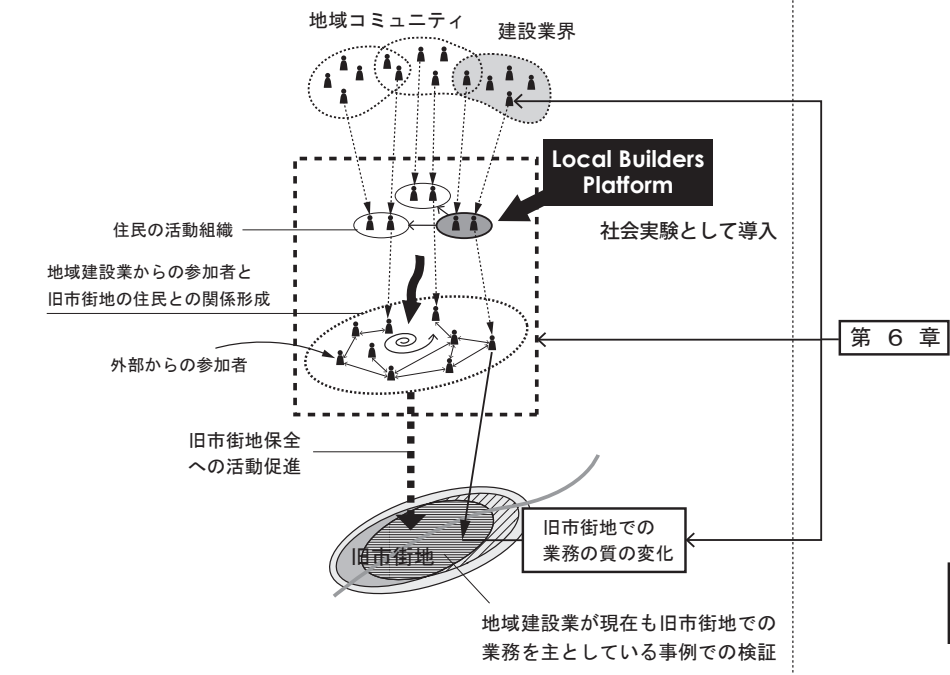 地域コミュニティ
建設業界
Local Builders
Platform
社会実験として導入
住民の活動組織
地域建設業からの参加者と
旧市街地の住民との関係形成
外部からの参加者
第 6 章
旧市街地保全
への活動促進
旧市街地での
業務の質の変化
旧市街地
地域建設業が現在も旧市街地での
業務を主としている事例での検証